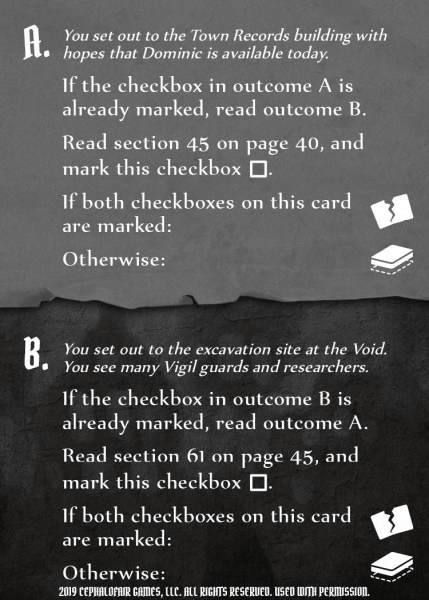 A. You set out to the Town Records building with
hopes that Dominic is available today.
If the checkbox in outcome A is
already marked, read outcome B.
Read section 45 on page 40, and
mark this checkbox ☐.
If both checkboxes on this card
are marked:
Otherwise:
B. You set out to the excavation site at the Void.
You see many Vigil guards and researchers.
If the checkbox in outcome B is
already marked, read outcome A.
Read section 61 on page 45, and
mark this checkbox ☐.
If both checkboxes on this card
are marked:
Otherwise:
2019 CEPHALOFAIR GAMES, LLC. ALL RIGHTS RESERVED. USED WITH PERMISSION.